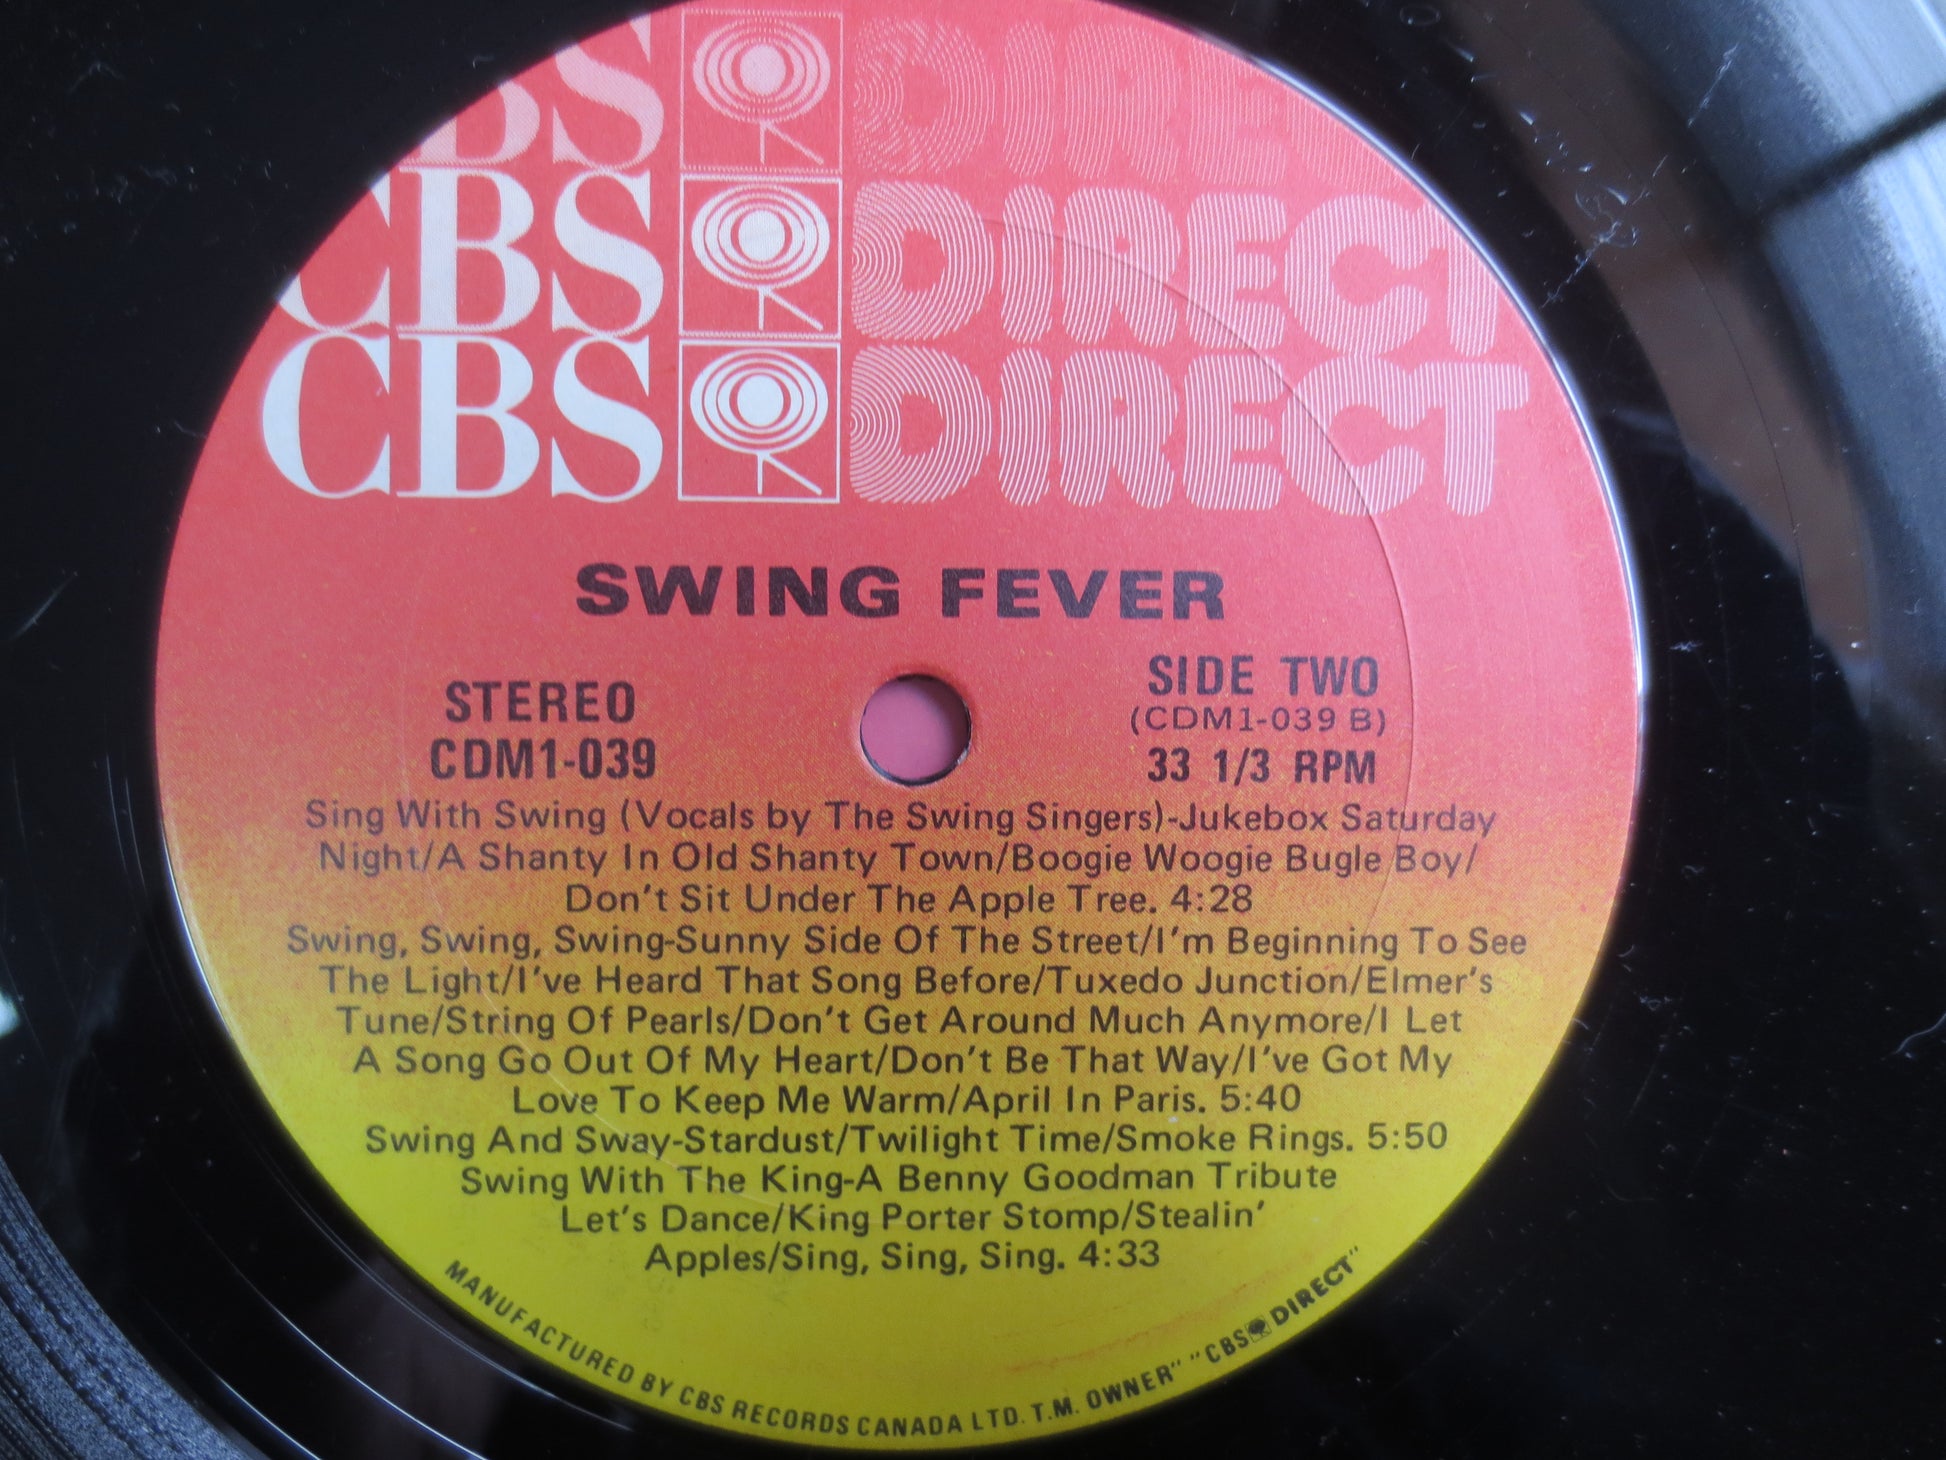 CBS DIRECT
CBS DIRECT
CBS DIRECT
SWING FEVER
STEREO
CDM1-039
SIDE TWO
(CDM1-039 B)
33 1/3 RPM
Sing With Swing (Vocals by The Swing Singers)-Jukebox Saturday
Night/A Shanty In Old Shanty Town/Boogie Woogie Bugle Boy/
Don't Sit Under The Apple Tree. 4:28
Swing, Swing, Swing-Sunny Side Of The Street/I'm Beginning To See
The Light/I've Heard That Song Before/Tuxedo Junction/Elmer's
Tune/String Of Pearls/Don't Get Around Much Anymore/I Let
A Song Go Out Of My Heart/Don't Be That Way/I've Got My
Love To Keep Me Warm/April In Paris. 5:40
Swing And Sway-Stardust/Twilight Time/Smoke Rings. 5:50
Swing With The King-A Benny Goodman Tribute
Let's Dance/King Porter Stomp/Stealin'
Apples/Sing, Sing, Sing. 4:33
MANUFACTURED BY CBS RECORDS CANADA LTD. T.M. OWNER" "CBS DIRECT"